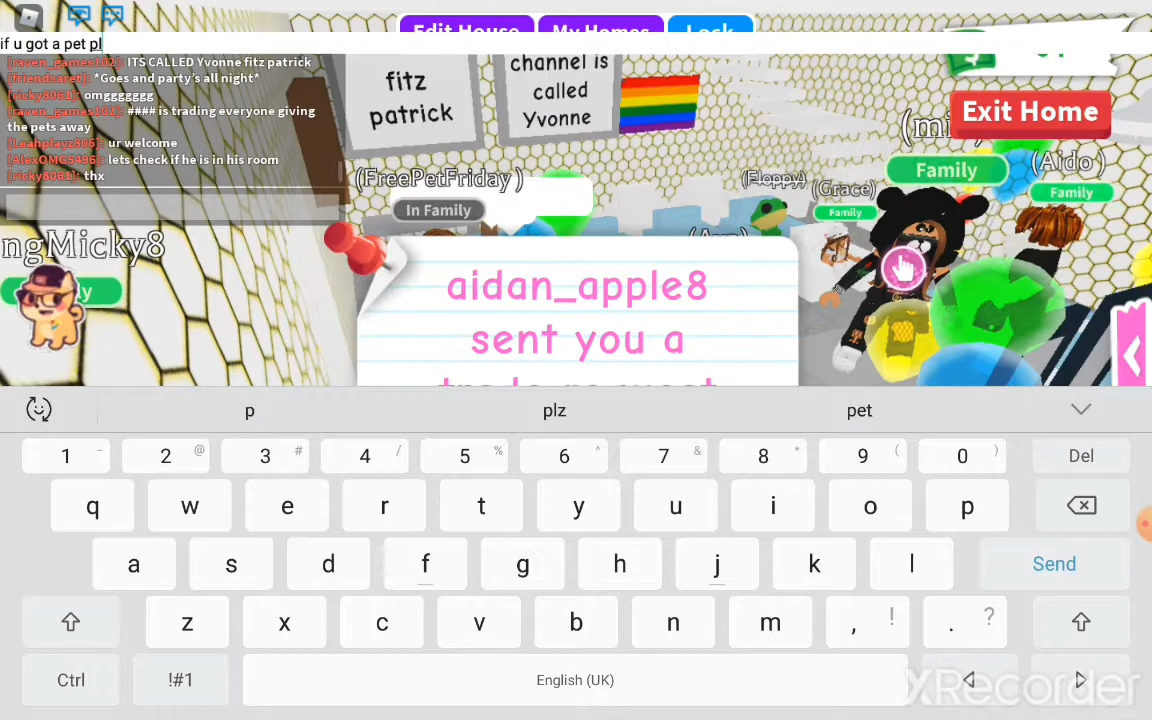 Edit House My Homes Lock
if u got a pet pl
[raven_games102]: ITS CALLED Yvonne fitz patrick
[friendsaret]: *Goes and party's all night*
[ricky8061]: omggggggg
[raven_games102]: #### is trading everyone giving
the pets away
[Leahplayz806]: ur welcome
[AlexOMG5496]: lets check if he is in his room
[ricky8061]: thx
fitz
patrick
channel is
called
Yvonne
Exit Home
(FreePetFriday )
In Family
(Floppy)
(Grace)
Family
Family
(Aido )
Family
ngMicky8
aidan_apple8
sent you a
trade request
p plz pet
1 2 @ 3 # 4 / 5 % 6 ^ 7 & 8 * 9 ( 0 ) Del
q w e r t y u i o p
a s d f g h j k l Send
z x c v b n m , ! . ?
Ctrl !#1 English (UK)
XRecorder